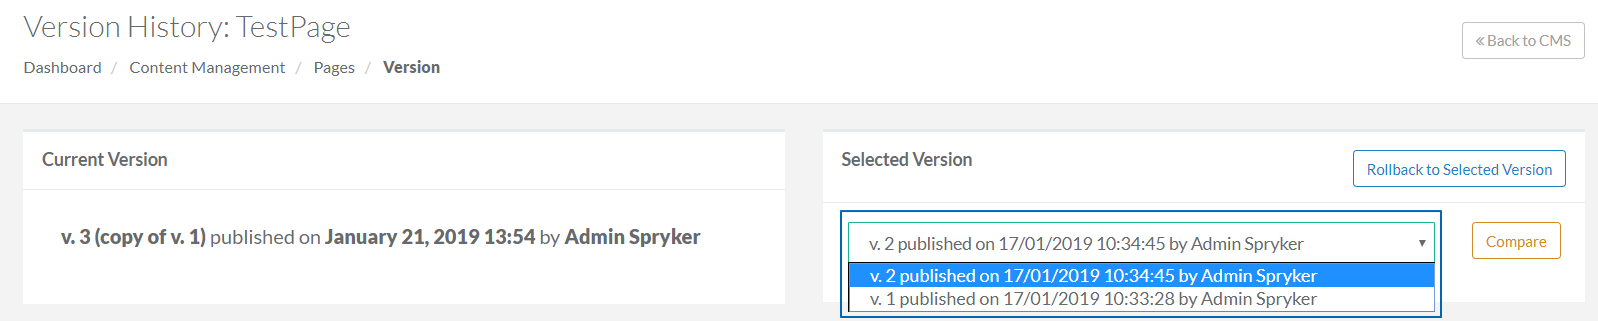 Version History: TestPage
« Back to CMS
Dashboard / Content Management / Pages / Version
Current Version
v. 3 (copy of v. 1) published on January 21, 2019 13:54 by Admin Spryker
Selected Version
Rollback to Selected Version
v. 2 published on 17/01/2019 10:34:45 by Admin Spryker
Compare
v. 2 published on 17/01/2019 10:34:45 by Admin Spryker
v. 1 published on 17/01/2019 10:33:28 by Admin Spryker